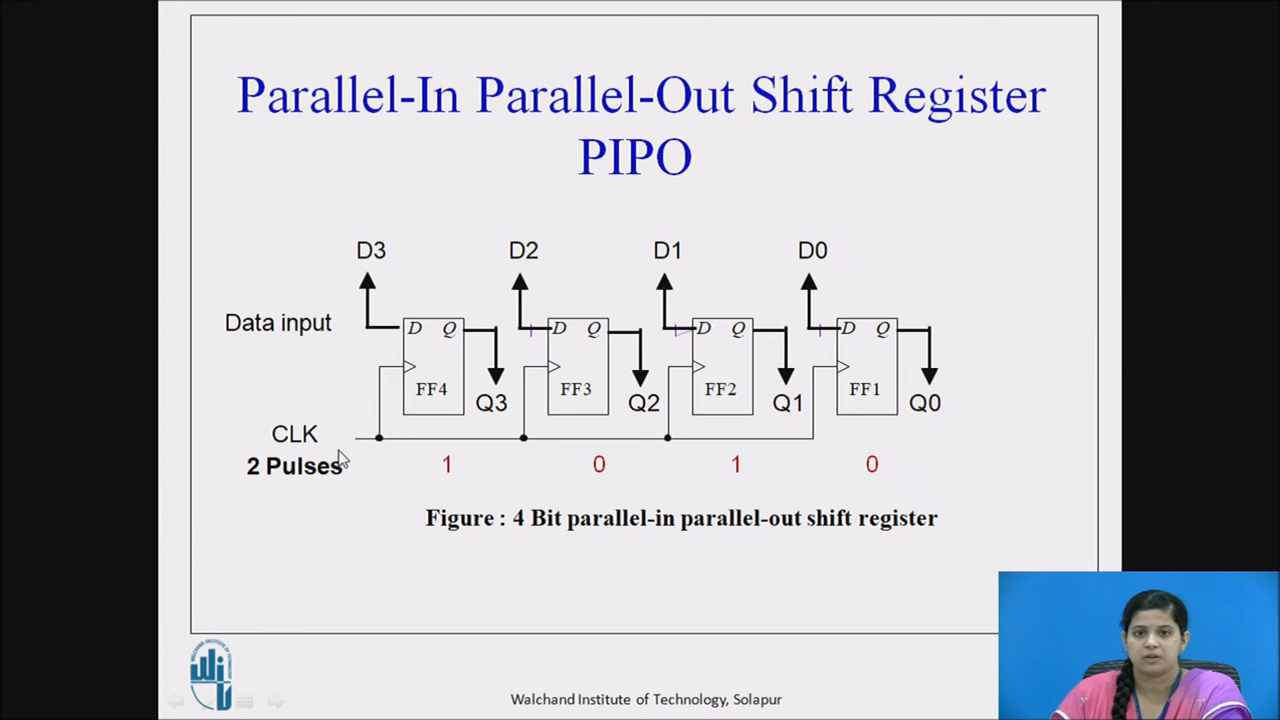 Parallel-In Parallel-Out Shift Register
PIPO
D3 D2 D1 D0
Data input
D Q D Q D Q D Q
FF4 FF3 FF2 FF1
Q3 Q2 Q1 Q0
CLK
2 Pulses 1 0 1 0
Figure : 4 Bit parallel-in parallel-out shift register
Walchand Institute of Technology, Solapur